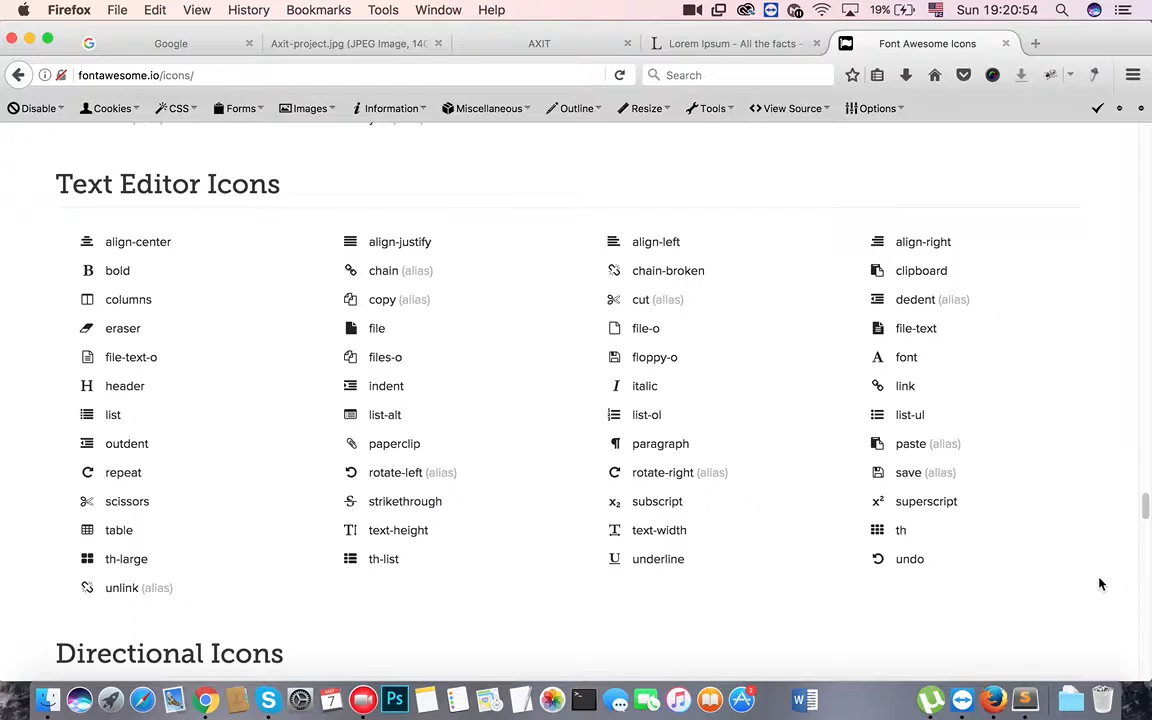 Firefox File Edit View History Bookmarks Tools Window Help 19% Sun 19:20:54
Google Axit-project.jpg (JPEG Image, 140 AXIT Lorem Ipsum - All the facts - Font Awesome Icons
fontawesome.io/icons/ Search
Disable Cookies CSS Forms Images Information Miscellaneous Outline Resize Tools View Source Options
Text Editor Icons
align-center align-justify align-left align-right
bold chain (alias) chain-broken clipboard
columns copy (alias) cut (alias) dedent (alias)
eraser file file-o file-text
file-text-o files-o floppy-o font
header indent italic link
list list-alt list-ol list-ul
outdent paperclip paragraph paste (alias)
repeat rotate-left (alias) rotate-right (alias) save (alias)
scissors strikethrough subscript superscript
table text-height text-width th
th-large th-list underline undo
unlink (alias)
Directional Icons